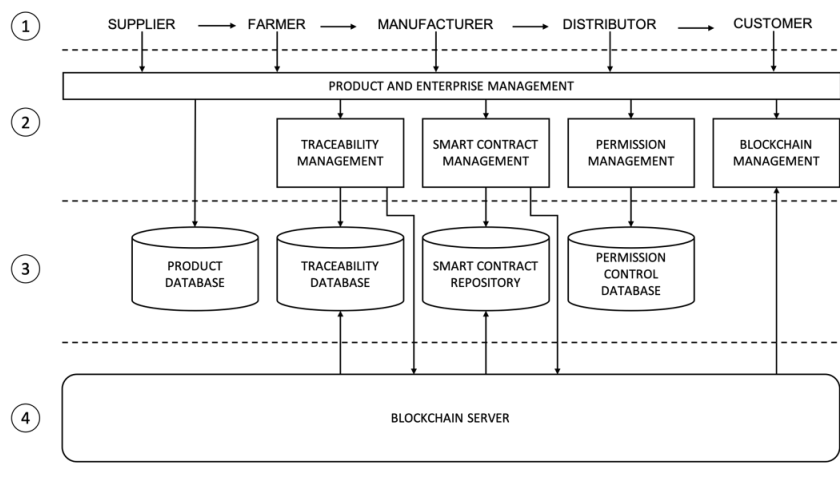 1 SUPPLIER FARMER MANUFACTURER DISTRIBUTOR CUSTOMER
PRODUCT AND ENTERPRISE MANAGEMENT
2
TRACEABILITY
MANAGEMENT
SMART CONTRACT
MANAGEMENT
PERMISSION
MANAGEMENT
BLOCKCHAIN
MANAGEMENT
3
PRODUCT
DATABASE
TRACEABILITY
DATABASE
SMART CONTRACT
REPOSITORY
PERMISSION
CONTROL
DATABASE
4
BLOCKCHAIN SERVER